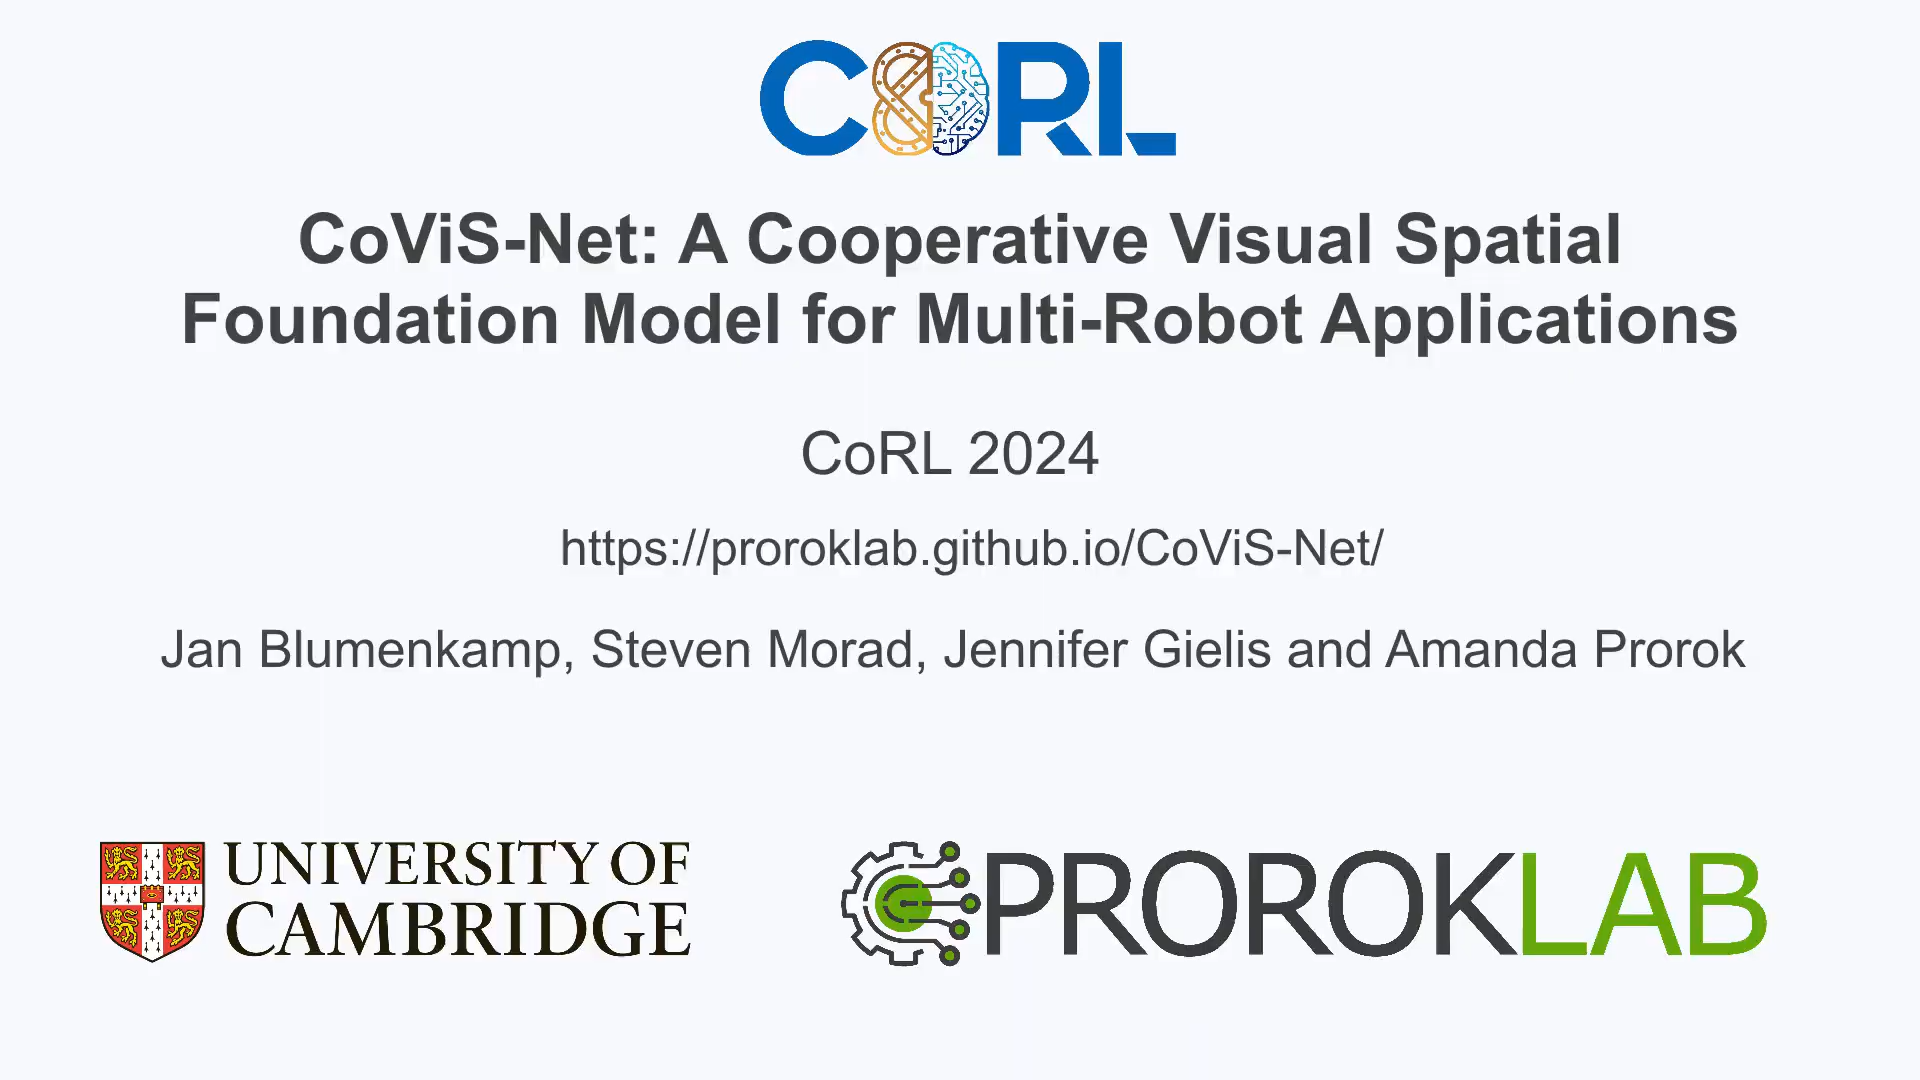 CORL
CoViS-Net: A Cooperative Visual Spatial
Foundation Model for Multi-Robot Applications
CoRL 2024
https://proroklab.github.io/CoViS-Net/
Jan Blumenkamp, Steven Morad, Jennifer Gielis and Amanda Prorok
UNIVERSITY OF
CAMBRIDGE
PROROKLAB